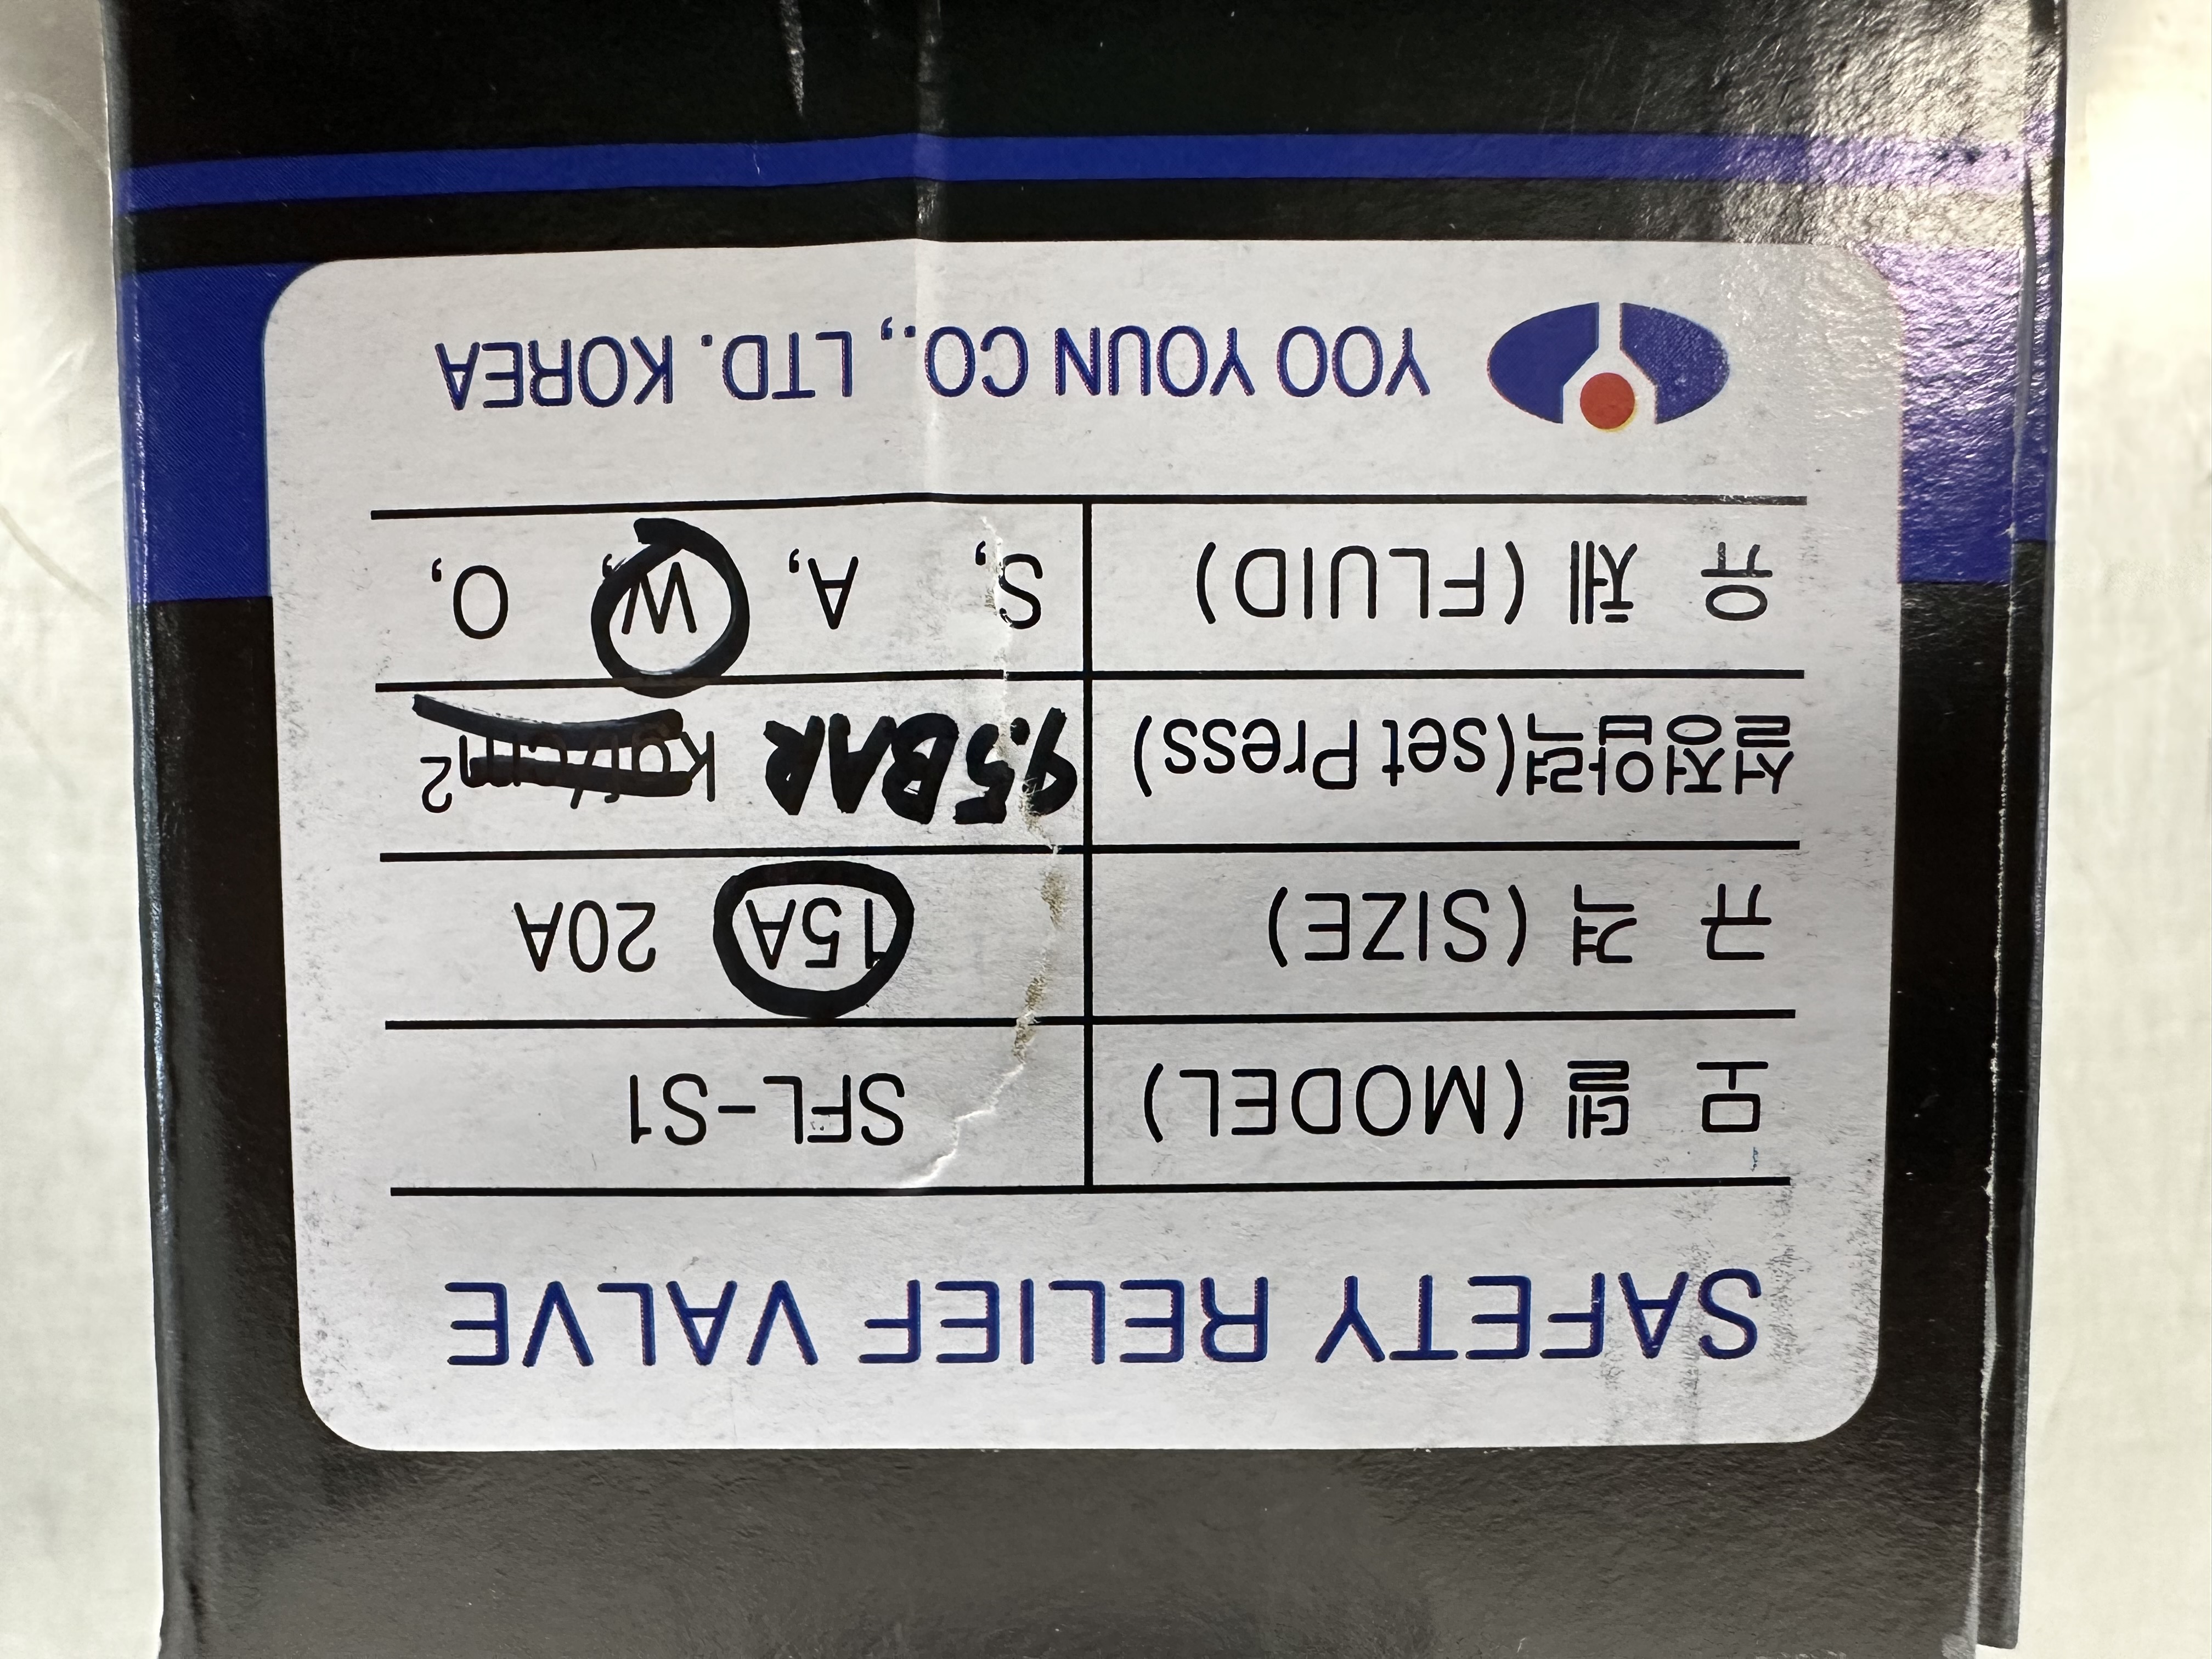 SAFETY RELIEF VALVE
모 델 (MODEL) SFL-S1
규 격 (SIZE) 15A 20A
설정압력(set Press) 9.5BAR kgf/cm²
유 체 (FLUID) S, A, W, O,
YOO YOUN CO., LTD. KOREA